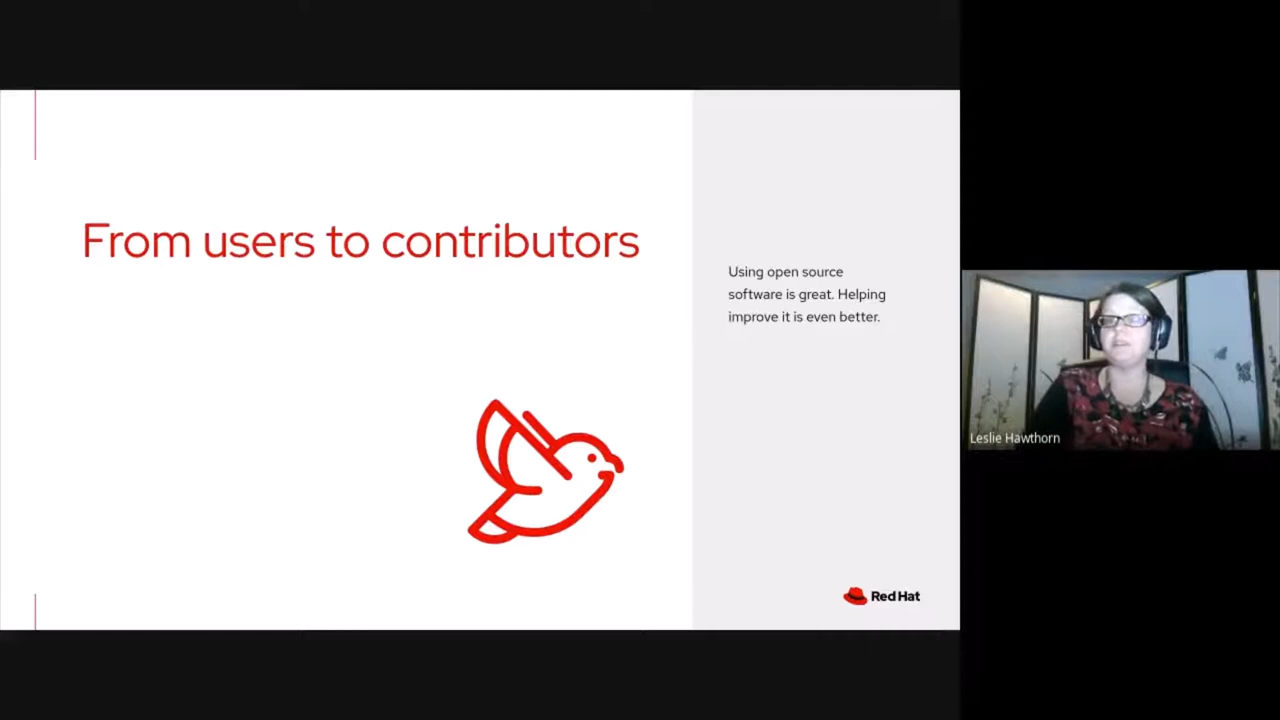 From users to contributors
Using open source
software is great. Helping
improve it is even better.
Leslie Hawthorn
Red Hat